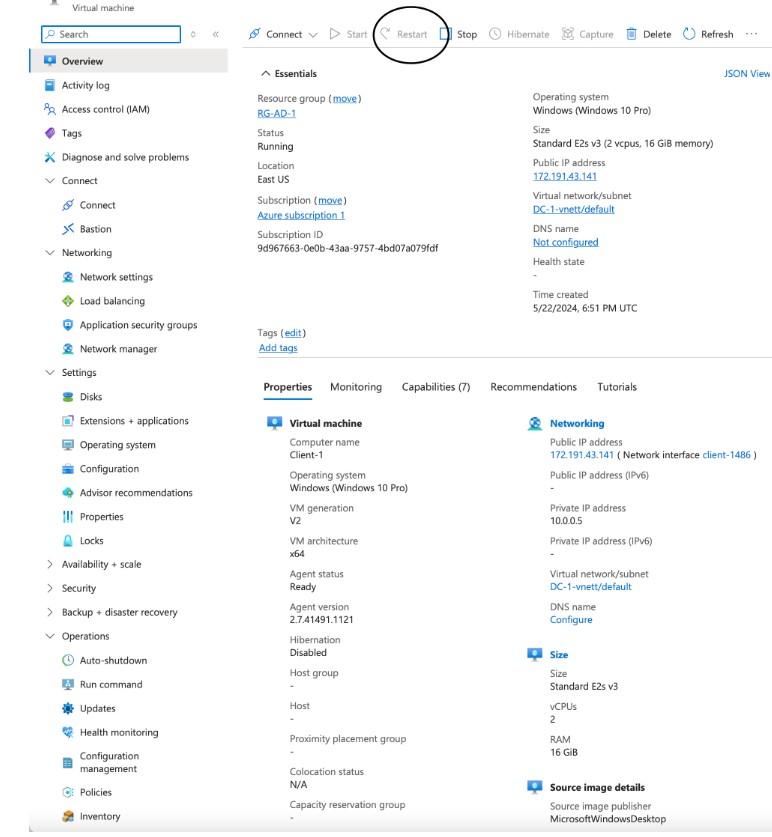 Virtual machine
Search
«
Connect
Start
Restart
Stop
Hibernate
Capture
Delete
Refresh
...
Overview
Activity log
Access control (IAM)
Tags
Diagnose and solve problems
Connect
Connect
Bastion
Networking
Network settings
Load balancing
Application security groups
Network manager
Settings
Disks
Extensions + applications
Operating system
Configuration
Advisor recommendations
Properties
Locks
Availability + scale
Security
Backup + disaster recovery
Operations
Auto-shutdown
Run command
Updates
Health monitoring
Configuration
management
Policies
Inventory
Essentials
JSON View
Resource group (move)
RG-AD-1
Status
Running
Location
East US
Subscription (move)
Azure subscription 1
Subscription ID
9d967663-0e0b-43aa-9757-4bd07a079fdf
Operating system
Windows (Windows 10 Pro)
Size
Standard E2s v3 (2 vcpus, 16 GiB memory)
Public IP address
172.191.43.141
Virtual network/subnet
DC-1-vnett/default
DNS name
Not configured
Health state
-
Time created
5/22/2024, 6:51 PM UTC
Tags (edit)
Add tags
Properties
Monitoring
Capabilities (7)
Recommendations
Tutorials
Virtual machine
Computer name
Client-1
Operating system
Windows (Windows 10 Pro)
VM generation
V2
VM architecture
x64
Agent status
Ready
Agent version
2.7.41491.1121
Hibernation
Disabled
Host group
-
Host
-
Proximity placement group
-
Colocation status
N/A
Capacity reservation group
-
Networking
Public IP address
172.191.43.141 ( Network interface client-1486 )
Public IP address (IPv6)
-
Private IP address
10.0.0.5
Private IP address (IPv6)
-
Virtual network/subnet
DC-1-vnett/default
DNS name
Configure
Size
Size
Standard E2s v3
vCPUs
2
RAM
16 GiB
Source image details
Source image publisher
MicrosoftWindowsDesktop